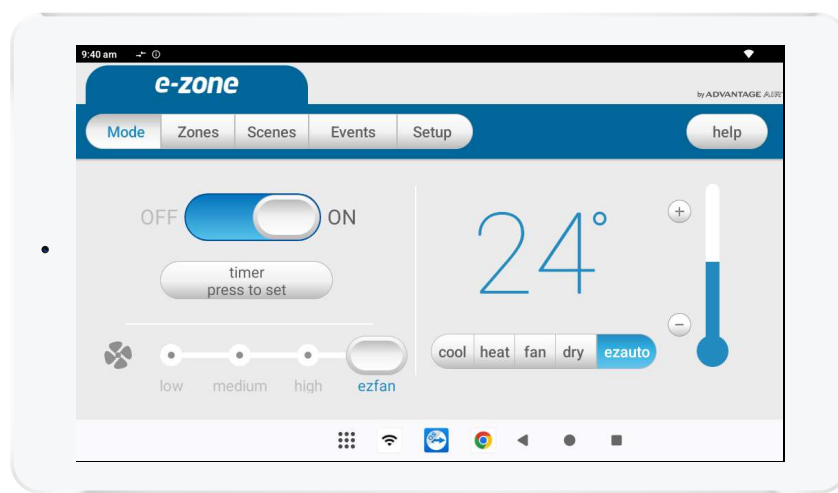 9:40 am
e-zone
by ADVANTAGE AIR
Mode Zones Scenes Events Setup help
OFF ON
24°
timer
press to set
cool heat fan dry ezauto
low medium high ezfan